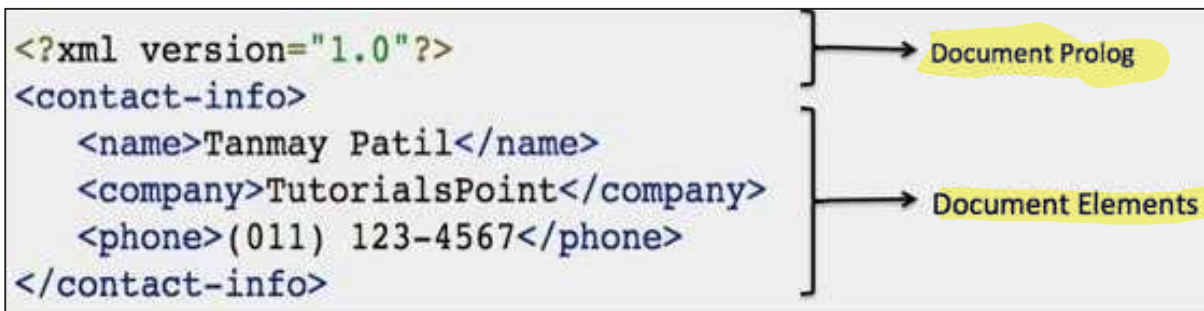 <?xml version="1.0"?>
<contact-info>
<name>Tanmay Patil</name>
<company>TutorialsPoint</company>
<phone>(011) 123-4567</phone>
</contact-info>
Document Prolog
Document Elements